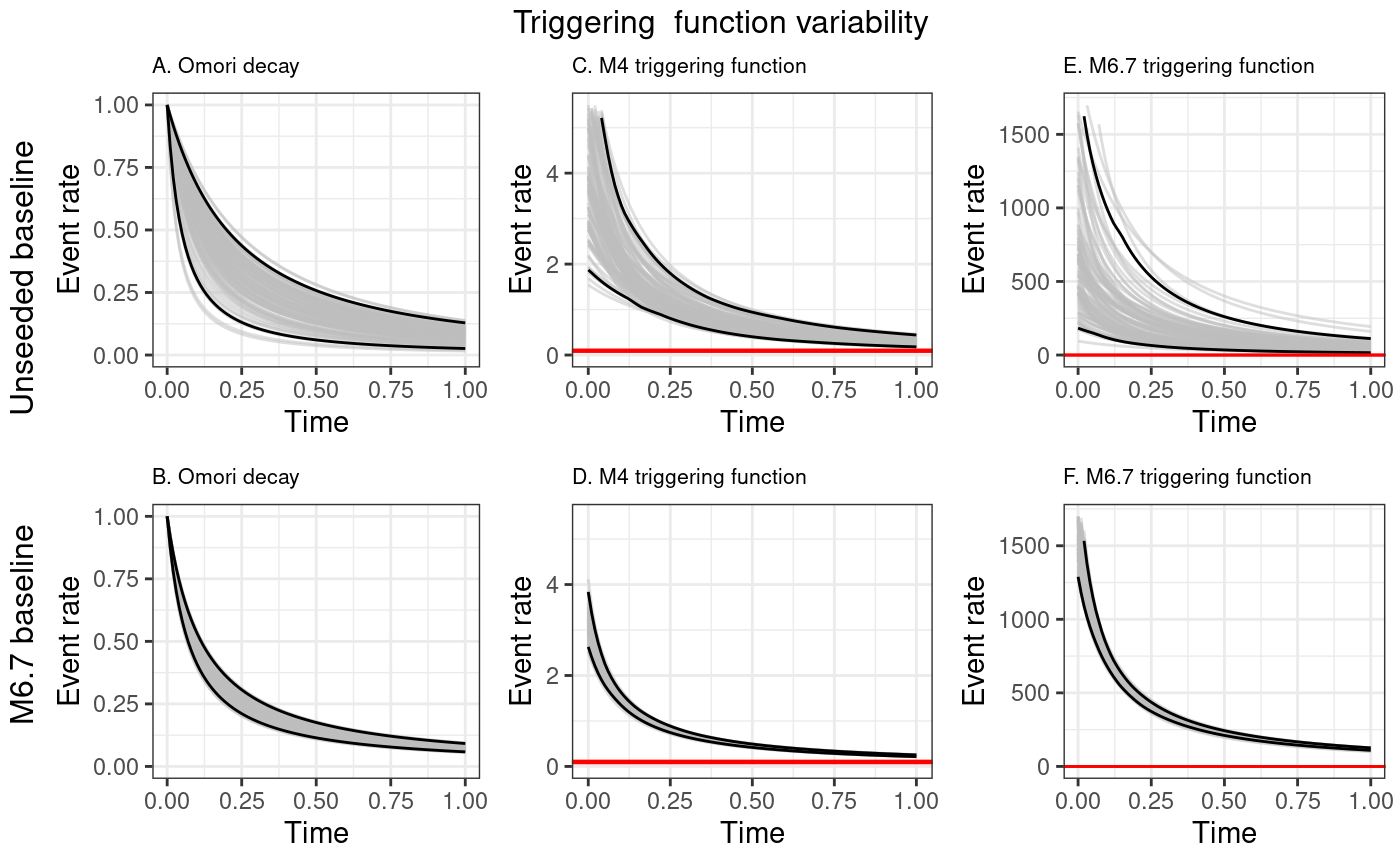 Triggering  function variability
Unseeded baseline
A. Omori decay
Event rate
1.00
0.75
0.50
0.25
0.00
0.00 0.25 0.50 0.75 1.00
Time
C. M4 triggering function
Event rate
4
2
0
0.00 0.25 0.50 0.75 1.00
Time
E. M6.7 triggering function
Event rate
1500
1000
500
0
0.00 0.25 0.50 0.75 1.00
Time
M6.7 baseline
B. Omori decay
Event rate
1.00
0.75
0.50
0.25
0.00
0.00 0.25 0.50 0.75 1.00
Time
D. M4 triggering function
Event rate
4
2
0
0.00 0.25 0.50 0.75 1.00
Time
F. M6.7 triggering function
Event rate
1500
1000
500
0
0.00 0.25 0.50 0.75 1.00
Time